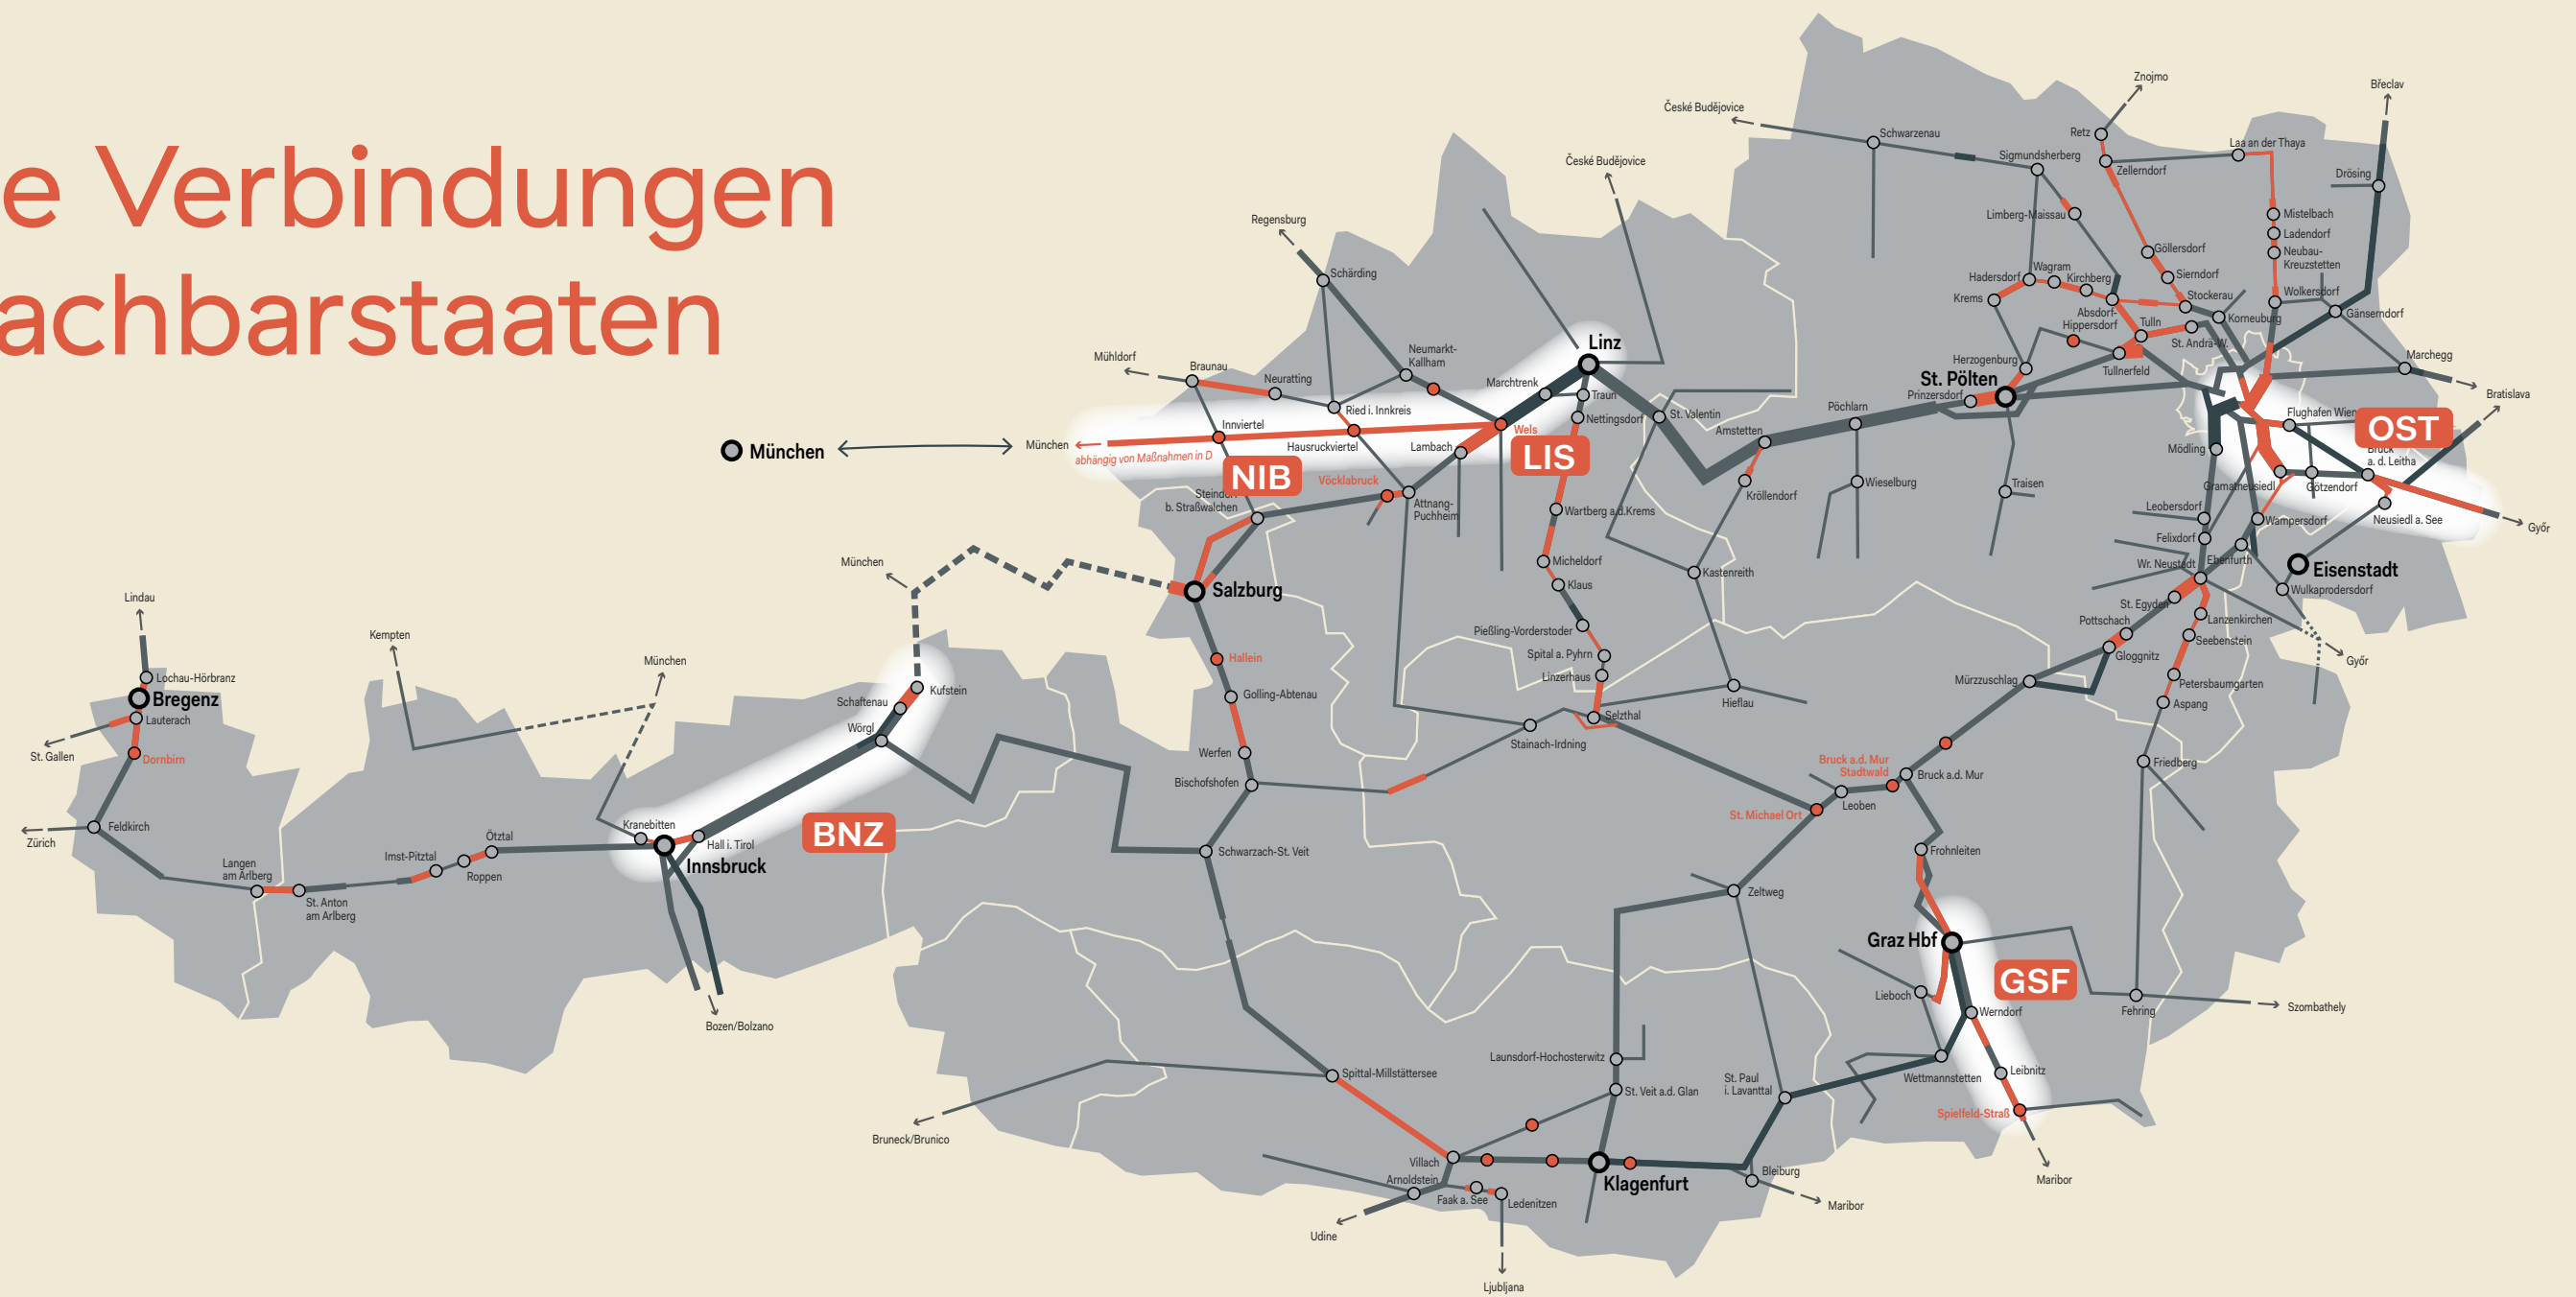 e Verbindungen
achbarstaaten
Znojmo
Břeclav
České Budějovice
Schwarzenau
Retz
Laa an der Thaya
Sigmundsherberg
Zellerndorf
Drösing
České Budějovice
Limberg-Maissau
Mistelbach
Ladendorf
Regensburg
Göllersdorf
Neubau-
Kreuzstetten
Schärding
Wagram
Hadersdorf
Kirchberg
Sierndorf
Krems
Stockerau
Wolkersdorf
Absdorf-
Hippersdorf
Tulln
Korneuburg
Gänserndorf
Linz
St. Andrä-W.
Mühldorf
Braunau
Neumarkt-
Kallham
Herzogenburg
Tullnerfeld
Marchegg
Neuratting
Marchtrenk
St. Pölten
Bratislava
Traun
Prinzersdorf
Ried i. Innkreis
Nettingsdorf
St. Valentin
Pöchlarn
Flughafen Wien
OST
Innviertel
Wels
Amstetten
München
München
abhängig von Maßnahmen in D
Hausruckviertel
Lambach
LIS
Mödling
Bruck
a. d. Leitha
NIB
Vöcklabruck
Steindorf
b. Straßwalchen
Attnang-
Puchheim
Kröllendorf
Wieselburg
Traisen
Gramatneusiedl
Götzendorf
Wartberg a.d.Krems
Leobersdorf
Wampersdorf
Neusiedl a. See
Győr
Felixdorf
München
Micheldorf
Kastenreith
Wr. Neustadt
Ebenfurth
Eisenstadt
Salzburg
Klaus
Wulkaprodersdorf
Lindau
St. Egyden
Lanzenkirchen
Kempten
Pießling-Vorderstoder
Pottschach
Seebenstein
München
Hallein
Spital a. Pyhrn
Gloggnitz
Győr
Lochau-Hörbranz
Linzerhaus
Mürzzuschlag
Petersbaumgarten
Bregenz
Kufstein
Golling-Abtenau
Schaftenau
Hieflau
Aspang
Lauterach
Selzthal
Wörgl
Stainach-Irdning
St. Gallen
Dornbirn
Werfen
Bruck a.d. Mur
Stadtwald
Friedberg
Bischofshofen
Bruck a.d. Mur
Leoben
St. Michael Ort
Feldkirch
Zürich
Kranebitten
BNZ
Ötztal
Hall i. Tirol
Imst-Pitztal
Schwarzach-St. Veit
Frohnleiten
Langen
am Arlberg
Roppen
Innsbruck
St. Anton
am Arlberg
Zeltweg
Graz Hbf
GSF
Lieboch
Fehring
Szombathely
Werndorf
Bozen/Bolzano
Launsdorf-Hochosterwitz
Spittal-Millstättersee
St. Paul
i. Lavanttal
Wettmannstetten
Leibnitz
St. Veit a.d. Glan
Spielfeld-Straß
Bruneck/Brunico
Villach
Arnoldstein
Klagenfurt
Bleiburg
Maribor
Faak a. See
Ledenitzen
Maribor
Udine
Ljubljana